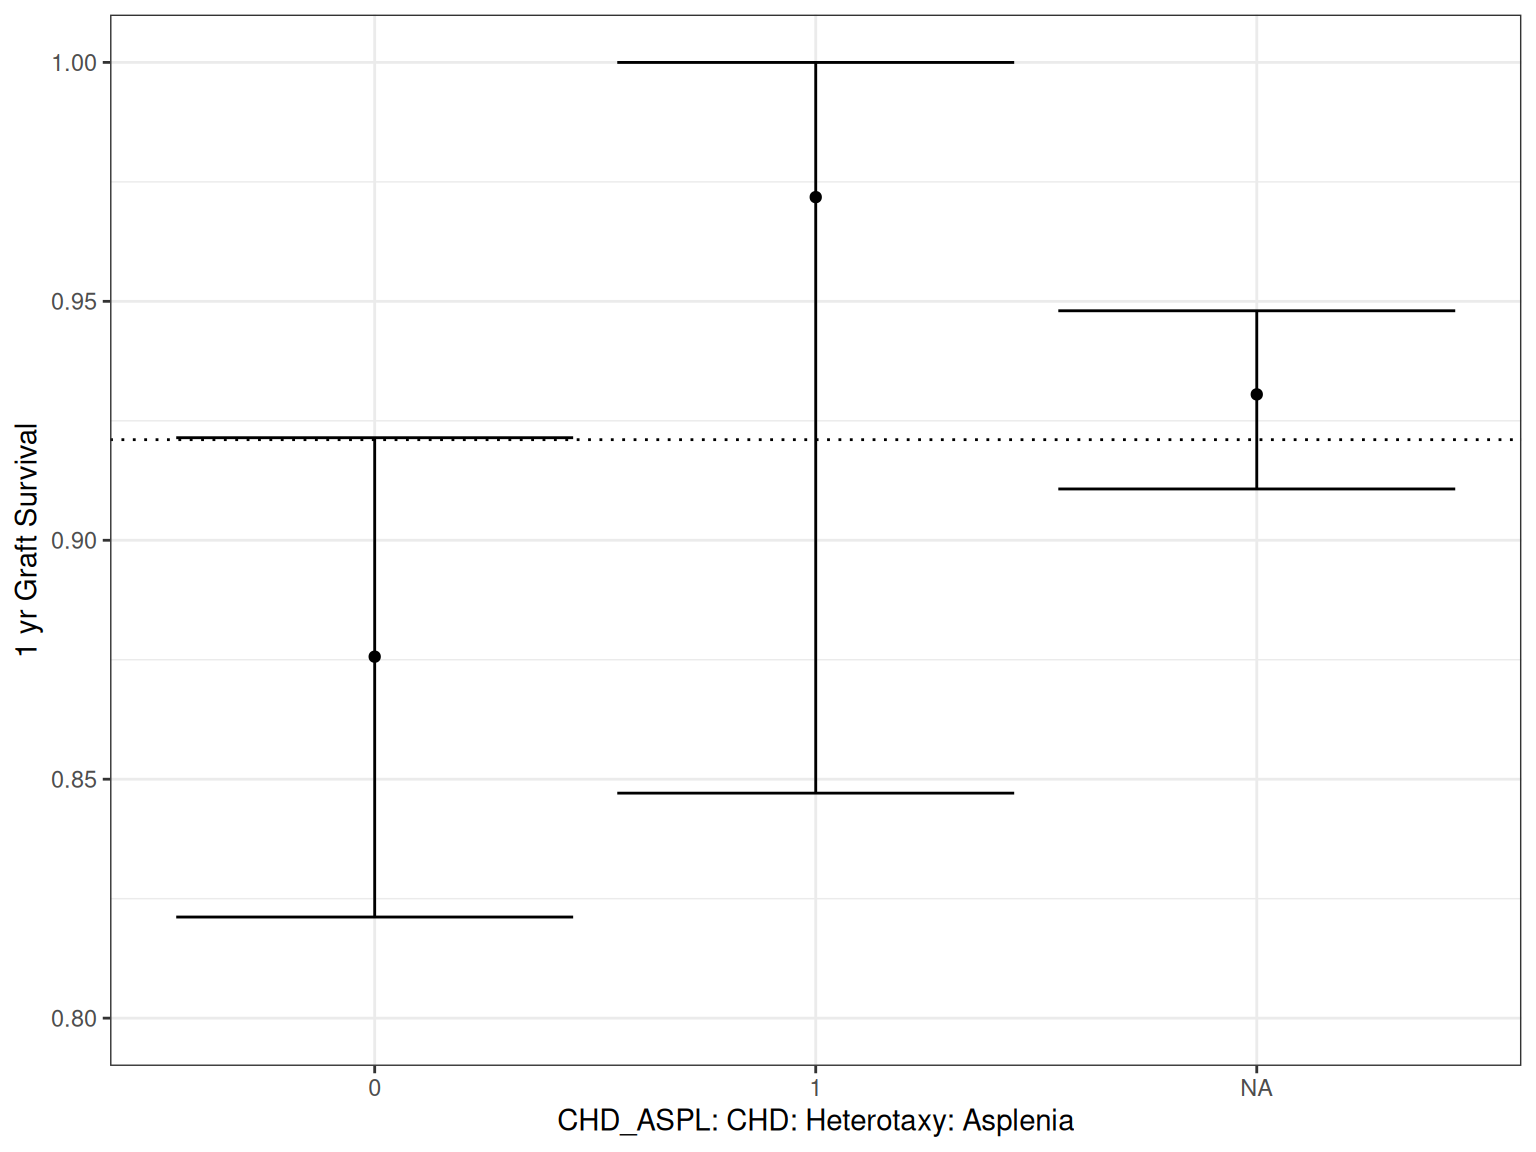 1.00
0.95
0.90
0.85
0.80
1 yr Graft Survival
0 1 NA
CHD_ASPL: CHD: Heterotaxy: Asplenia